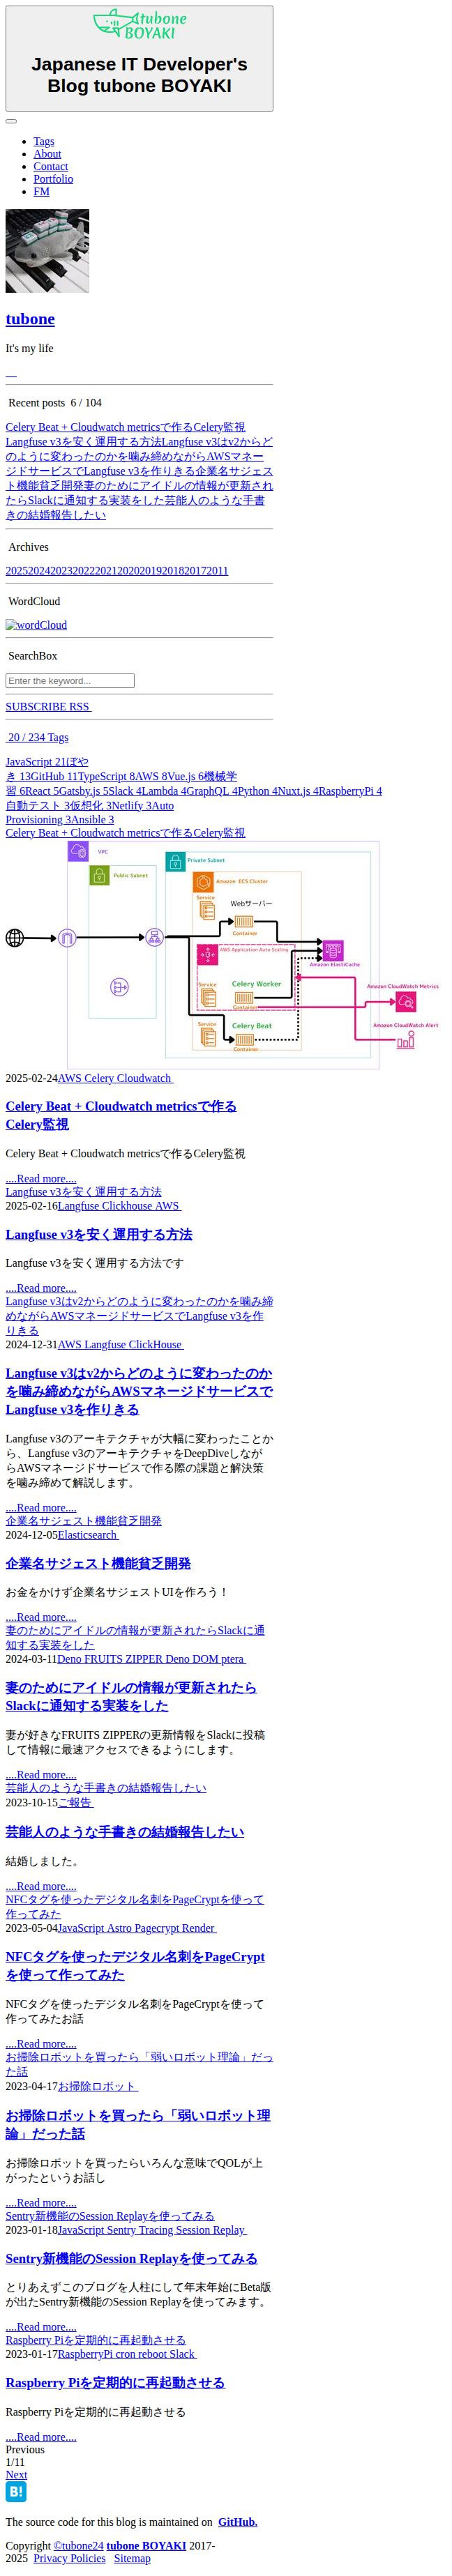 tubone
BOYAKI
Japanese IT Developer's
Blog tubone BOYAKI
Tags
About
Contact
Portfolio
FM
tubone
It's my life
Recent posts 6 / 104
Celery Beat + Cloudwatch metricsで作るCelery監視
Langfuse v3を安く運用する方法Langfuse v3はv2からど
のように変わったのかを噛み締めながらAWSマネー
ジドサービスでLangfuse v3を作りきる企業名サジェス
ト機能貧乏開発妻のためにアイドルの情報が更新され
たらSlackに通知する実装をした芸能人のような手書
きの結婚報告したい
Archives
2025202420232022202120202019201820172011
WordCloud
wordCloud
SearchBox
Enter the keyword...
SUBSCRIBE RSS
20 / 234 Tags
JavaScript 21ぼや
き 13GitHub 11TypeScript 8AWS 8Vue.js 6機械学
習 6React 5Gatsby.js 5Slack 4Lambda 4GraphQL 4Python 4Nuxt.js 4RaspberryPi 4
自動テスト 3仮想化 3Netlify 3Auto
Provisioning 3Ansible 3
Celery Beat + Cloudwatch metricsで作るCelery監視
VPC
Public Subnet
Private Subnet
Amazon ECS Cluster
Service
Webサーバー
Container
AWS Application Auto Scaling
Amazon ElastiCache
Service
Celery Worker
Container
Amazon CloudWatch Metrics
Service
Celery Beat
Container
Amazon CloudWatch Alert
2025-02-24AWS Celery Cloudwatch
Celery Beat + Cloudwatch metricsで作る
Celery監視
Celery Beat + Cloudwatch metricsで作るCelery監視
....Read more....
Langfuse v3を安く運用する方法
2025-02-16Langfuse Clickhouse AWS
Langfuse v3を安く運用する方法
Langfuse v3を安く運用する方法です
....Read more....
Langfuse v3はv2からどのように変わったのかを噛み締
めながらAWSマネージドサービスでLangfuse v3を作
りきる
2024-12-31AWS Langfuse ClickHouse
Langfuse v3はv2からどのように変わったのか
を噛み締めながらAWSマネージドサービスで
Langfuse v3を作りきる
Langfuse v3のアーキテクチャが大幅に変わったことか
ら、Langfuse v3のアーキテクチャをDeepDiveしなが
らAWSマネージドサービスで作る際の課題と解決策
を噛み締めて解説します。
....Read more....
企業名サジェスト機能貧乏開発
2024-12-05Elasticsearch
企業名サジェスト機能貧乏開発
お金をかけず企業名サジェストUIを作ろう！
....Read more....
妻のためにアイドルの情報が更新されたらSlackに通
知する実装をした
2024-03-11Deno FRUITS ZIPPER Deno DOM ptera
妻のためにアイドルの情報が更新されたら
Slackに通知する実装をした
妻が好きなFRUITS ZIPPERの更新情報をSlackに投稿
して情報に最速アクセスできるようにします。
....Read more....
芸能人のような手書きの結婚報告したい
2023-10-15ご報告
芸能人のような手書きの結婚報告したい
結婚しました。
....Read more....
NFCタグを使ったデジタル名刺をPageCryptを使って
作ってみた
2023-05-04JavaScript Astro Pagecrypt Render
NFCタグを使ったデジタル名刺をPageCrypt
を使って作ってみた
NFCタグを使ったデジタル名刺をPageCryptを使って
作ってみたお話
....Read more....
お掃除ロボットを買ったら「弱いロボット理論」だっ
た話
2023-04-17お掃除ロボット
お掃除ロボットを買ったら「弱いロボット理
論」だった話
お掃除ロボットを買ったらいろんな意味でQOLが上
がったというお話し
....Read more....
Sentry新機能のSession Replayを使ってみる
2023-01-18JavaScript Sentry Tracing Session Replay
Sentry新機能のSession Replayを使ってみる
とりあえずこのブログを人柱にして年末年始にBeta版
が出たSentry新機能のSession Replayを使ってみます。
....Read more....
Raspberry Piを定期的に再起動させる
2023-01-17RaspberryPi cron reboot Slack
Raspberry Piを定期的に再起動させる
Raspberry Piを定期的に再起動させる
....Read more....
Previous
1/11
Next
B!
The source code for this blog is maintained on GitHub.
Copyright ©tubone24 tubone BOYAKI 2017-
2025 Privacy Policies Sitemap